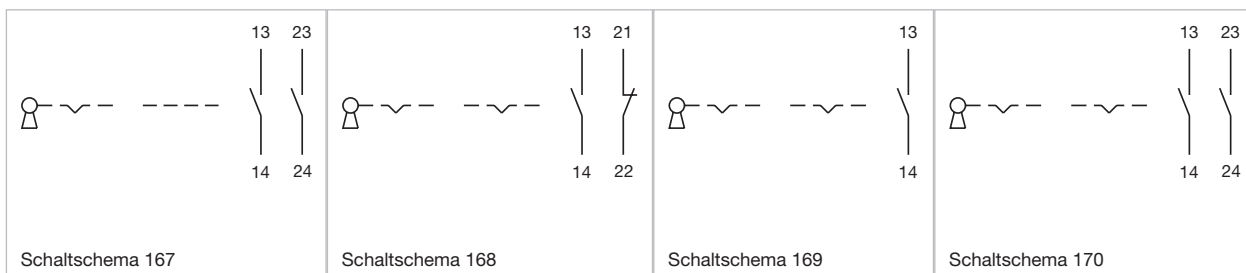 13 23
14 24
Schaltschema 167
13 21
14 22
Schaltschema 168
13
14
Schaltschema 169
13 23
14 24
Schaltschema 170